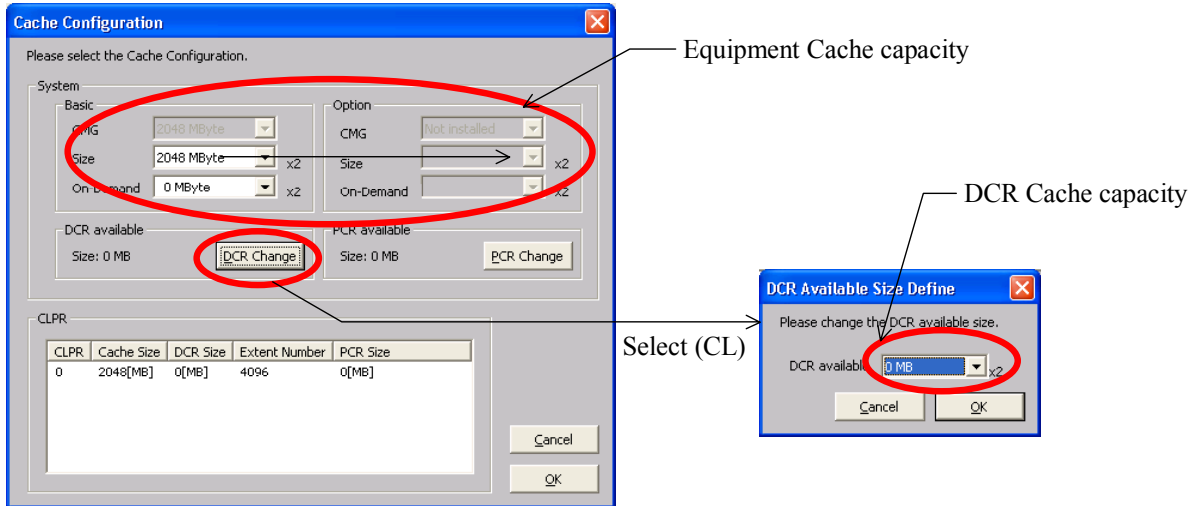 Cache Configuration
Please select the Cache Configuration.
Equipment Cache capacity
System
Basic
CMG 2048 MByte
Size 2048 MByte x2
On-Demand 0 MByte x2
Option
CMG Not installed
Size x2
On-Demand x2
DCR available
Size: 0 MB DCR Change
PCR available
Size: 0 MB PCR Change
CLPR
CLPR Cache Size DCR Size Extent Number PCR Size
0 2048[MB] 0[MB] 4096 0[MB]
Cancel
OK
Select (CL)
DCR Cache capacity
DCR Available Size Define
Please change the DCR available size.
DCR available 0 MB x2
Cancel OK